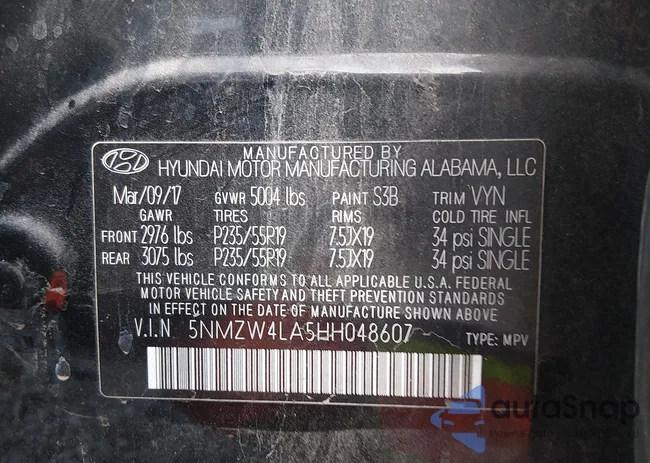 MANUFACTURED BY
HYUNDAI MOTOR MANUFACTURING ALABAMA, LLC
Mar/09/17 GVWR 5004 lbs PAINT S3B TRIM VYN
GAWR TIRES RIMS COLD TIRE INFL
FRONT 2976 lbs P235/55R19 7.5JX19 34 psi SINGLE
REAR 3075 lbs P235/55R19 7.5JX19 34 psi SINGLE
THIS VEHICLE CONFORMS TO ALL APPLICABLE U.S.A. FEDERAL
MOTOR VEHICLE SAFETY AND THEFT PREVENTION STANDARDS
IN EFFECT ON THE DATE OF MANUFACTURE SHOWN ABOVE.
V.I.N 5NMZW4LA5HH048607 TYPE: MPV
autoSnap